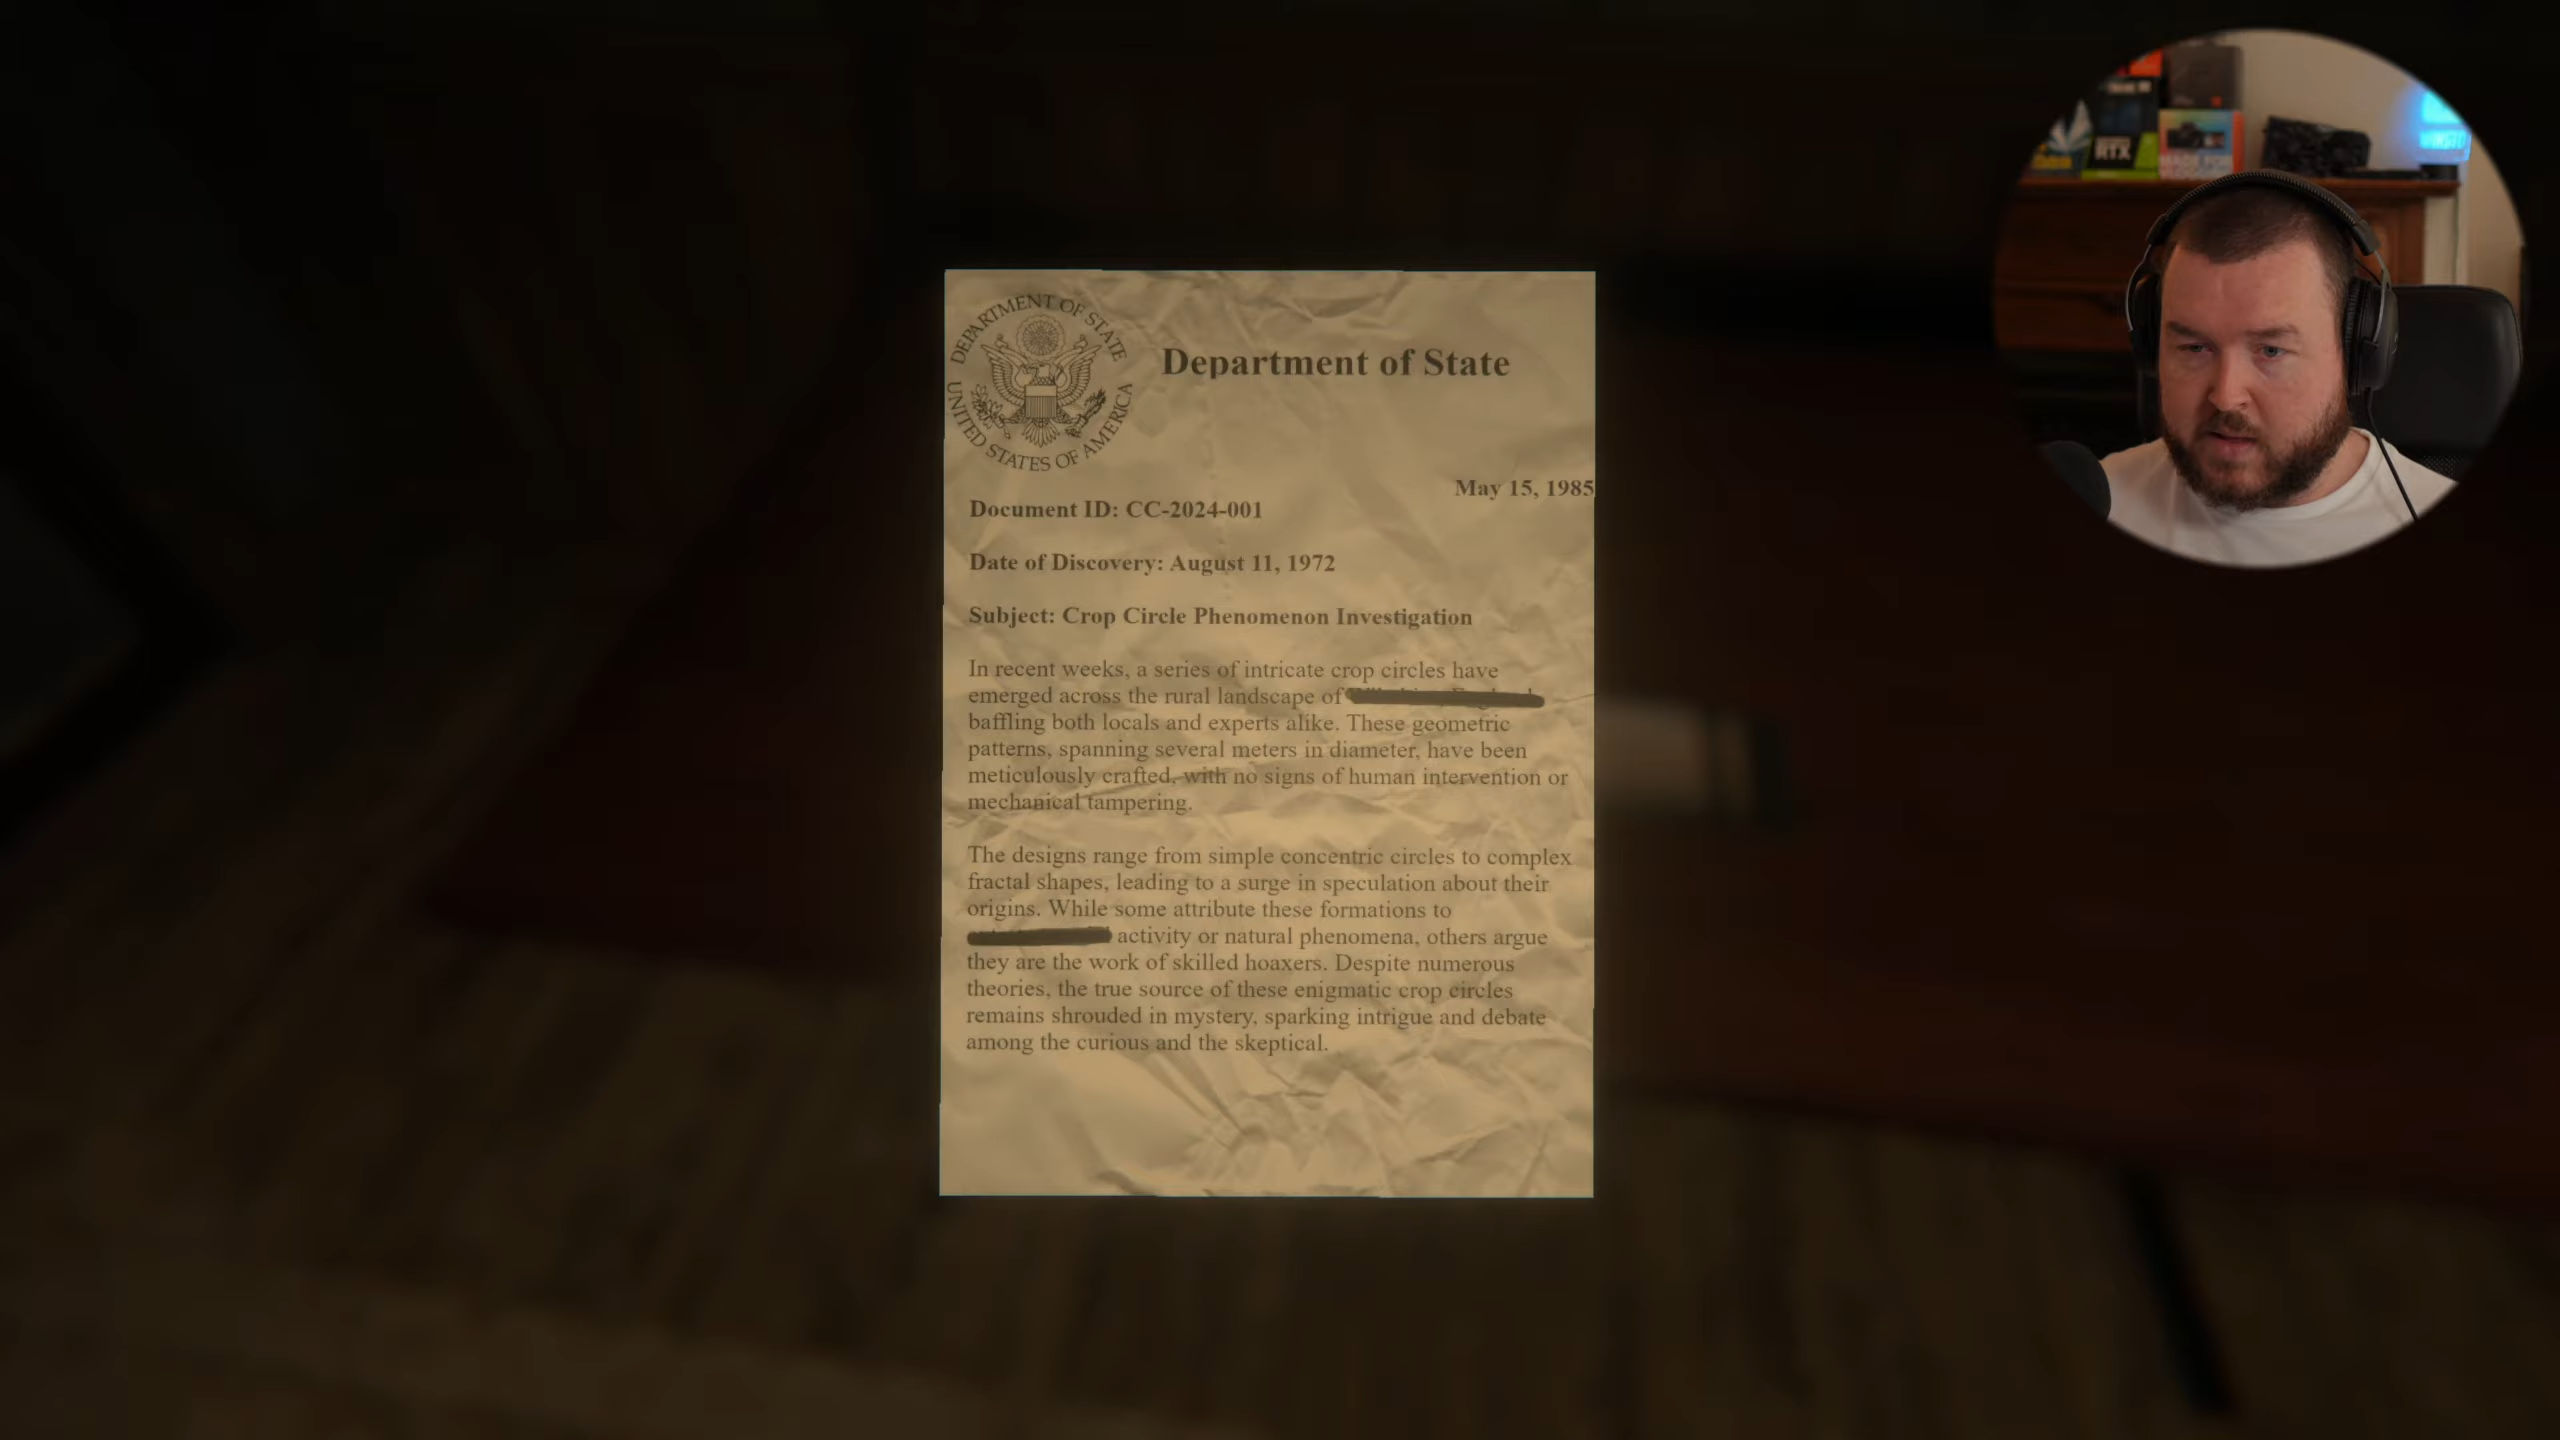 DEPARTMENT OF STATE
UNITED STATES OF AMERICA
Department of State
May 15, 1985
Document ID: CC-2024-001
Date of Discovery: August 11, 1972
Subject: Crop Circle Phenomenon Investigation
In recent weeks, a series of intricate crop circles have
emerged across the rural landscape of
baffling both locals and experts alike. These geometric
patterns, spanning several meters in diameter, have been
meticulously crafted, with no signs of human intervention or
mechanical tampering.
The designs range from simple concentric circles to complex
fractal shapes, leading to a surge in speculation about their
origins. While some attribute these formations to
activity or natural phenomena, others argue
they are the work of skilled hoaxers. Despite numerous
theories, the true source of these enigmatic crop circles
remains shrouded in mystery, sparking intrigue and debate
among the curious and the skeptical.
RTX